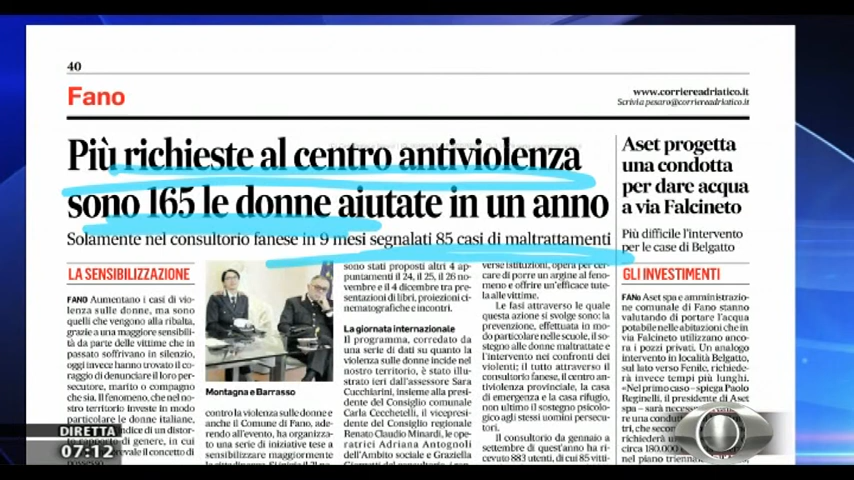 40
Fano
www.corriereadriatico.it
Scrivi a pesaro@corriereadriatico.it
Più richieste al centro antiviolenza
sono 165 le donne aiutate in un anno
Solamente nel consultorio fanese in 9 mesi segnalati 85 casi di maltrattamenti
LA SENSIBILIZZAZIONE
FANO Aumentano i casi di vio-
lenza sulle donne, ma sono
quelli che vengono alla ribalta,
grazie a una maggiore sensibili-
tà da parte delle vittime che in
passato soffrivano in silenzio,
oggi invece hanno trovato il co-
raggio di denunciare il loro per-
secutore, marito o compagno
che sia. Il fenomeno, che nel no-
stro territorio investe in modo
particolare le donne italiane,
indice di un distor-
rapporto di genere, in cui
prevale il concetto di
Montagna e Barrasso
contro la violenza sulle donne e
anche il Comune di Fano, ade-
rendo all'evento, ha organizza-
to una serie di iniziative tese a
sensibilizzare maggiormente
sono stati proposti altri 4 ap-
puntamenti il 24, il 25, il 26 no-
vembre e il 4 dicembre tra pre-
sentazioni di libri, proiezioni ci-
nematografiche e incontri.
La giornata internazionale
Il programma, corredato da
una serie di dati su quanto la
violenza sulle donne incide nel
nostro territorio, è stato illu-
strato ieri dall'assessore Sara
Cucchiarini, insieme alla presi-
dente del Consiglio comunale
Carla Cecchetelli, il vicepresi-
dente del Consiglio regionale
Renato Claudio Minardi, le ope-
ratrici Adriana Antognoli
dell'Ambito sociale e Graziella
verse istituzioni, opera per cer-
care di porre un argine al feno-
meno e offrire un'efficace tute-
la alle vittime.
Le fasi attraverso le quale
questa azione si svolge sono: la
prevenzione, effettuata in mo-
do particolare nelle scuole, il so-
stegno alle donne maltrattate e
l'intervento nei confronti dei
violenti; il tutto attraverso il
consultorio fanese, il centro an-
tiviolenza provinciale, la casa
di emergenza e la casa rifugio,
non ultimo il sostegno psicolo-
gico agli stessi uomini persecu-
tori.
Il consultorio da gennaio a
settembre di quest'anno ha ri-
cevuto 883 utenti, di cui 85 vitti-
Aset progetta
una condotta
per dare acqua
a via Falcineto
Più difficile l'intervento
per le case di Belgatto
GLI INVESTIMENTI
FANO Aset spa e amministrazio-
ne comunale di Fano stanno
valutando di portare l'acqua
potabile nelle abitazioni che in
via Falcineto utilizzano anco-
ra i pozzi privati. Un analogo
intervento in località Belgatto,
sul lato verso Fenile, richiede-
rà invece tempi più lunghi.
«Nel primo caso – spiega Paolo
Reginelli, il presidente di Aset
spa – sarà
una
tri, che
richiederà
circa 180.000
nel piano
DIRETTA
07:12